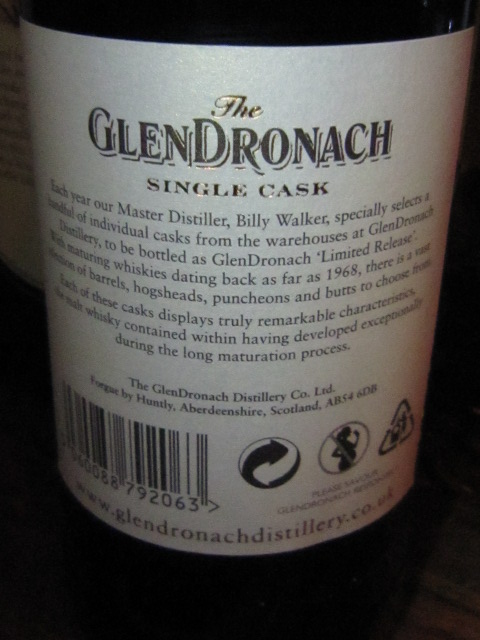 The
GLENDRONACH
SINGLE CASK
Each year our Master Distiller, Billy Walker, specially selects a
handful of individual casks from the warehouses at GlenDronach
Distillery, to be bottled as GlenDronach 'Limited Release'.
With maturing whiskies dating back as far as 1968, there is a vast
selection of barrels, hogsheads, puncheons and butts to choose from.
Each of these casks displays truly remarkable characteristics,
the malt whisky contained within having developed exceptionally
during the long maturation process.
The GlenDronach Distillery Co. Ltd.
Forgue by Huntly, Aberdeenshire, Scotland, AB54 6DB
060088 792063 >
PLEASE SAVOUR
GLENDRONACH RESPONSIBLY
www.glendronachdistillery.co.uk